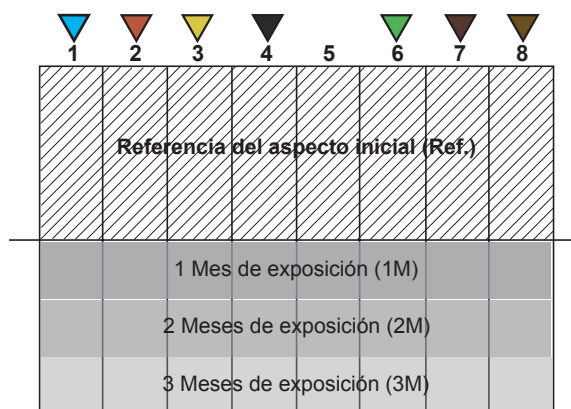 1 2 3 4 5 6 7 8
Referencia del aspecto inicial (Ref.)
1 Mes de exposición (1M)
2 Meses de exposición (2M)
3 Meses de exposición (3M)